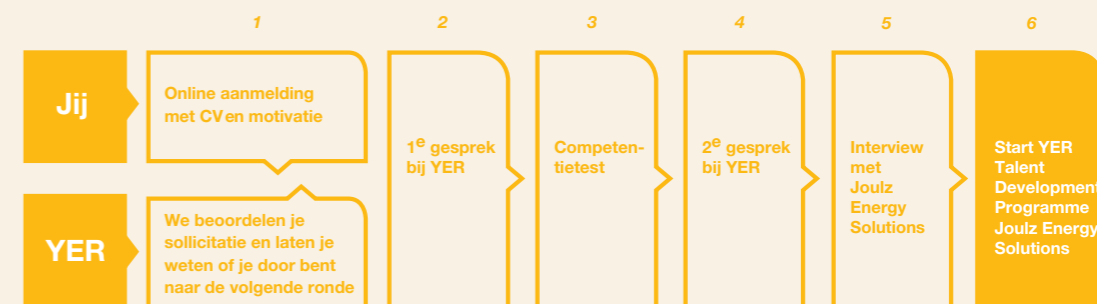 1
2
3
4
5
6
Jij
Online aanmelding
met CV en motivatie
YER
We beoordelen je
sollicitatie en laten je
weten of je door bent
naar de volgende ronde
1e gesprek
bij YER
Competen-
tietest
2e gesprek
bij YER
Interview
met
Joulz
Energy
Solutions
Start YER
Talent
Development
Programme
Joulz Energy
Solutions